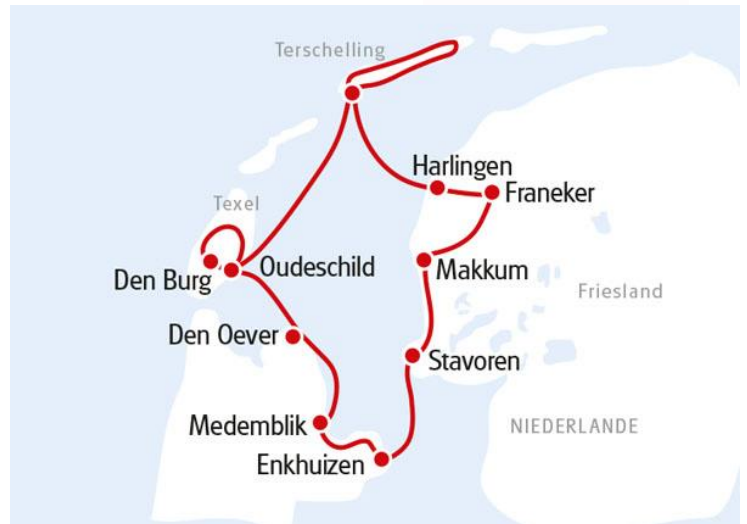 Terschelling
Harlingen
Franeker
Texel
Oudeschild
Den Burg
Makkum
Friesland
Den Oever
Stavoren
Medemblik
NIEDERLANDE
Enkhuizen